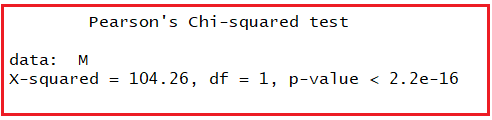 Pearson's Chi-squared test
data:  M
X-squared = 104.26, df = 1, p-value < 2.2e-16